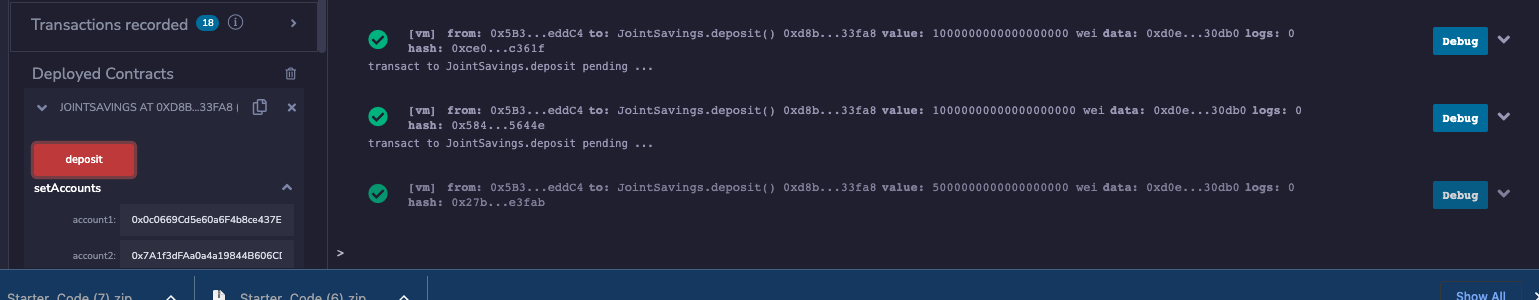 Transactions recorded 18 i
Deployed Contracts
JOINTSAVINGS AT 0XD8B...33FA8 (
deposit
setAccounts
account1: 0x0c0669Cd5e60a6F4b8ce437E
account2: 0x7A1f3dFAa0a4a19844B606CD
[vm] from: 0x5B3...eddC4 to: JointSavings.deposit() 0xd8b...33fa8 value: 1000000000000000000 wei data: 0xd0e...30db0 logs: 0
hash: 0xce0...c361f
Debug
transact to JointSavings.deposit pending ...
[vm] from: 0x5B3...eddC4 to: JointSavings.deposit() 0xd8b...33fa8 value: 10000000000000000000 wei data: 0xd0e...30db0 logs: 0
hash: 0x584...5644e
Debug
transact to JointSavings.deposit pending ...
[vm] from: 0x5B3...eddC4 to: JointSavings.deposit() 0xd8b...33fa8 value: 5000000000000000000 wei data: 0xd0e...30db0 logs: 0
hash: 0x27b...e3fab
Debug
>
Starter_Code (7).zip
Starter_Code (6).zip
Show All